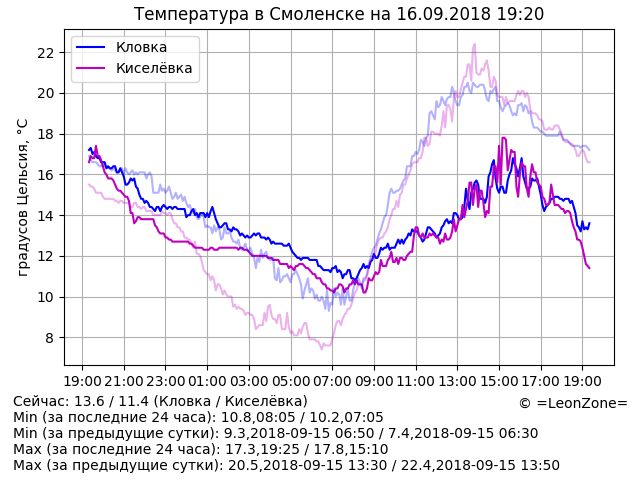 Температура в Смоленске на 16.09.2018 19:20
Кловка
Киселёвка
градусов Цельсия, °C
22
20
18
16
14
12
10
8
19:00 21:00 23:00 01:00 03:00 05:00 07:00 09:00 11:00 13:00 15:00 17:00 19:00
Сейчас: 13.6 / 11.4 (Кловка / Киселёвка)
© =LeonZone=
Min (за последние 24 часа): 10.8,08:05 / 10.2,07:05
Min (за предыдущие сутки): 9.3,2018-09-15 06:50 / 7.4,2018-09-15 06:30
Max (за последние 24 часа): 17.3,19:25 / 17.8,15:10
Max (за предыдущие сутки): 20.5,2018-09-15 13:30 / 22.4,2018-09-15 13:50